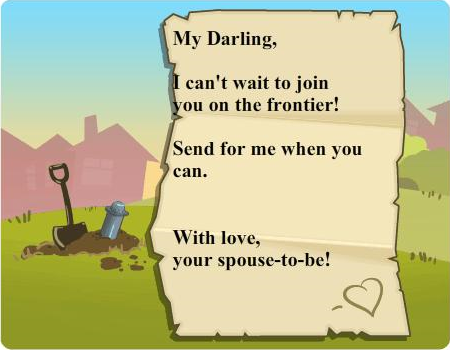 My Darling,
I can't wait to join
you on the frontier!
Send for me when you
can.
With love,
your spouse-to-be!